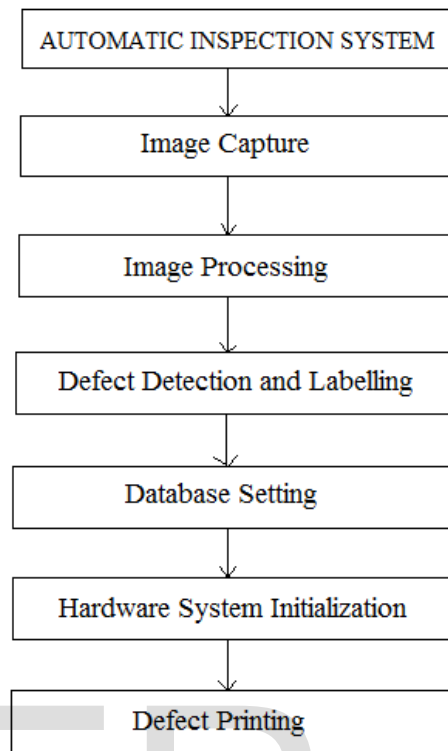 AUTOMATIC INSPECTION SYSTEM
Image Capture
Image Processing
Defect Detection and Labelling
Database Setting
Hardware System Initialization
Defect Printing